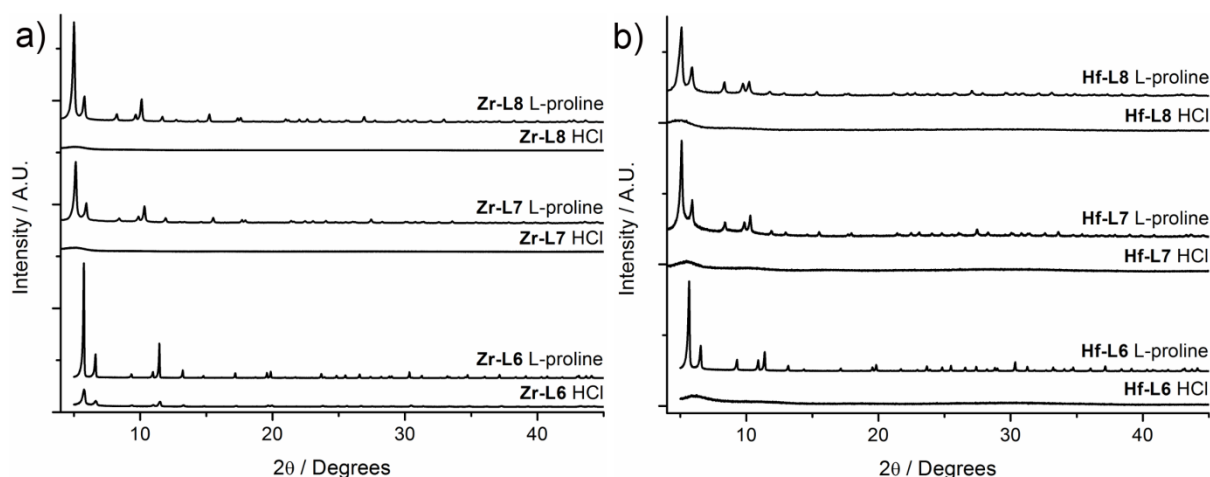 a)
Zr-L8 L-proline
Zr-L8 HCl
Zr-L7 L-proline
Zr-L7 HCl
Zr-L6 L-proline
Zr-L6 HCl
Intensity / A.U.
10 20 30 40
2θ / Degrees
b)
Hf-L8 L-proline
Hf-L8 HCl
Hf-L7 L-proline
Hf-L7 HCl
Hf-L6 L-proline
Hf-L6 HCl
Intensity / A.U.
10 20 30 40
2θ / Degrees